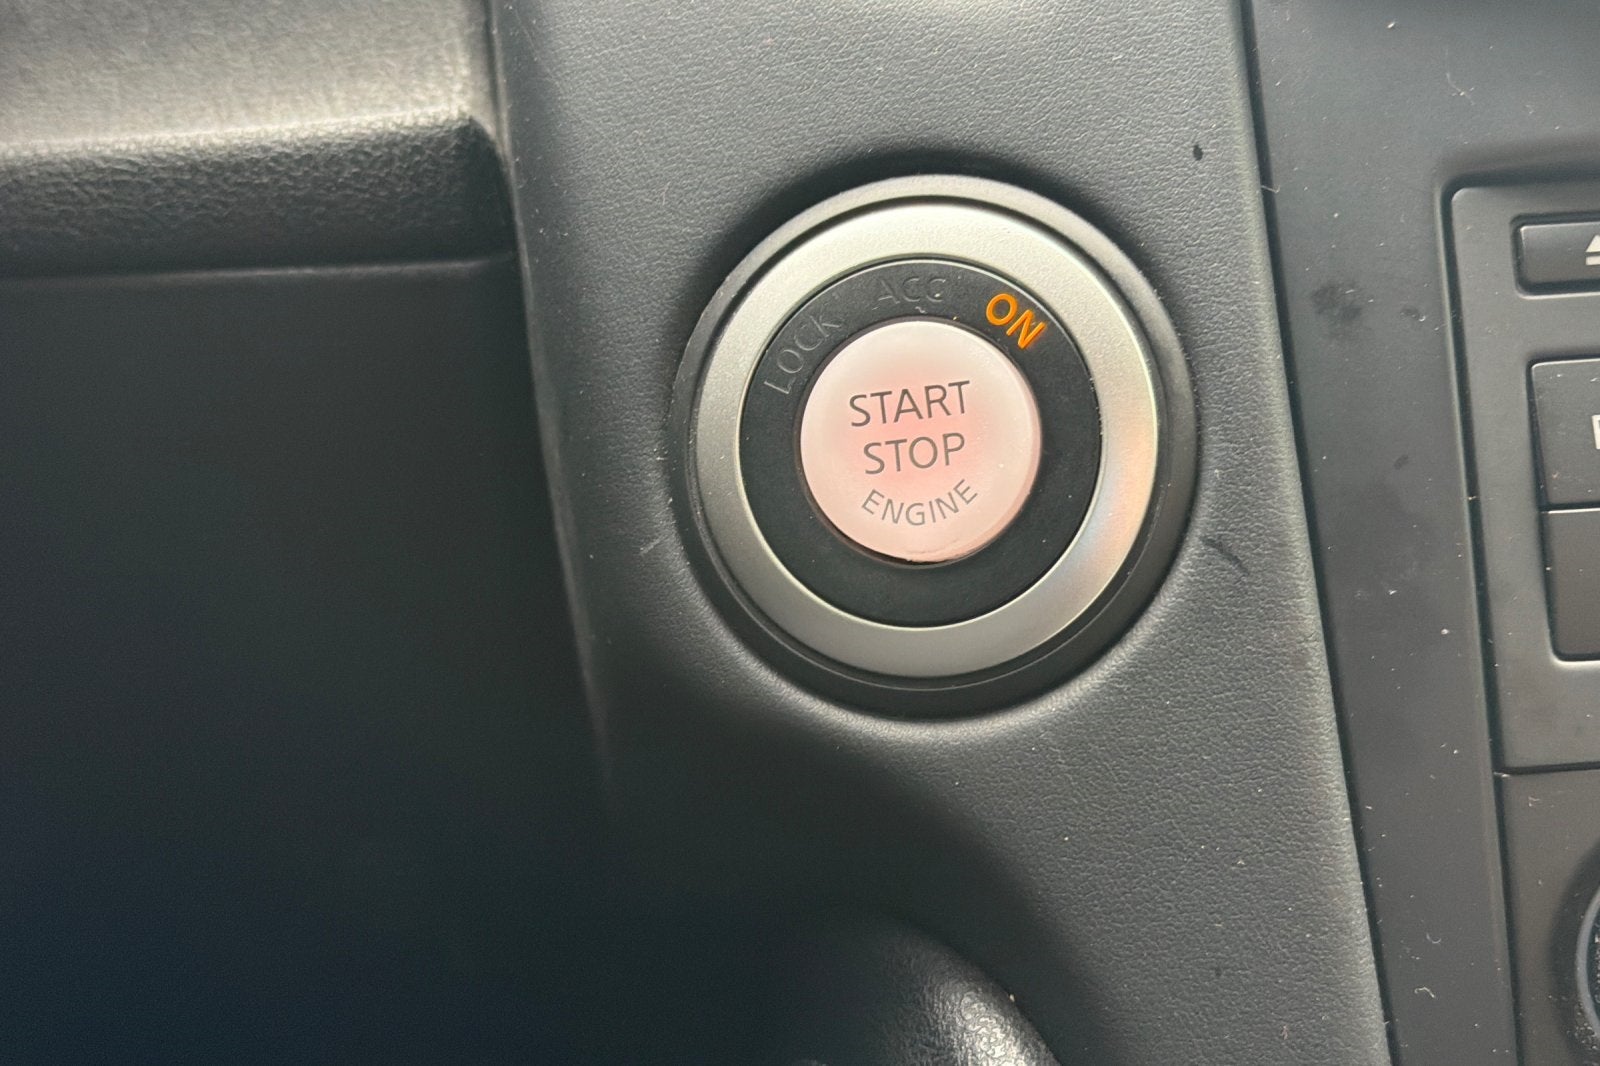 LOCK
ACC
ON
START
STOP
ENGINE